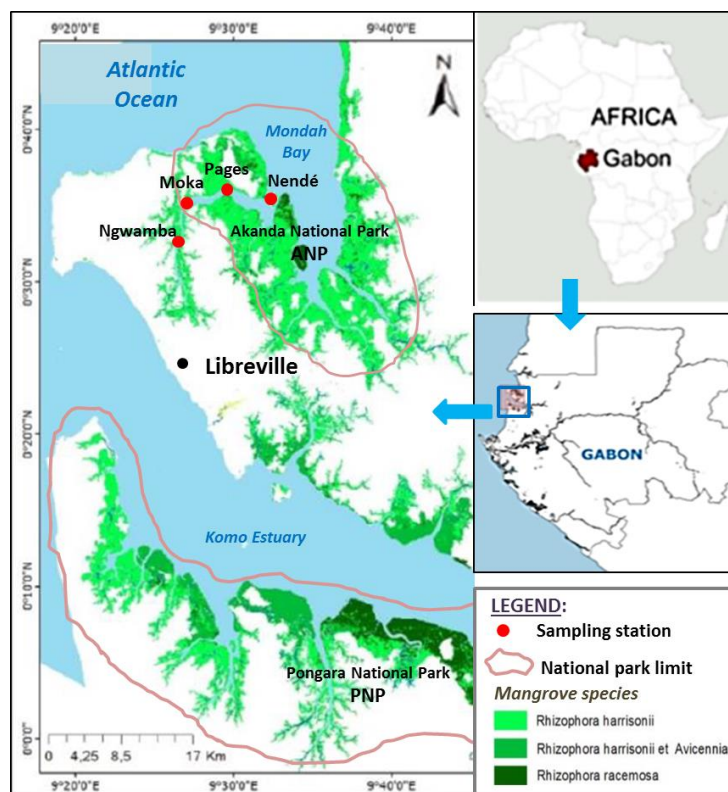 9°20'0"E
9°30'0"E
9°40'0"E
Atlantic
Ocean
N
0°40'0"N
Mondah
Bay
Pages
Moka
Nendé
Ngwamba
Akanda National Park
ANP
0°30'0"N
Libreville
0°20'0"N
Komo Estuary
0°10'0"N
Pongara National Park
PNP
0°0'0"
0 4,25 8,5 17 Km
9°20'0"E
9°30'0"E
9°40'0"E
AFRICA
Gabon
GABON
LEGEND:
Sampling station
National park limit
Mangrove species
Rhizophora harrisonii
Rhizophora harrisonii et Avicennia
Rhizophora racemosa